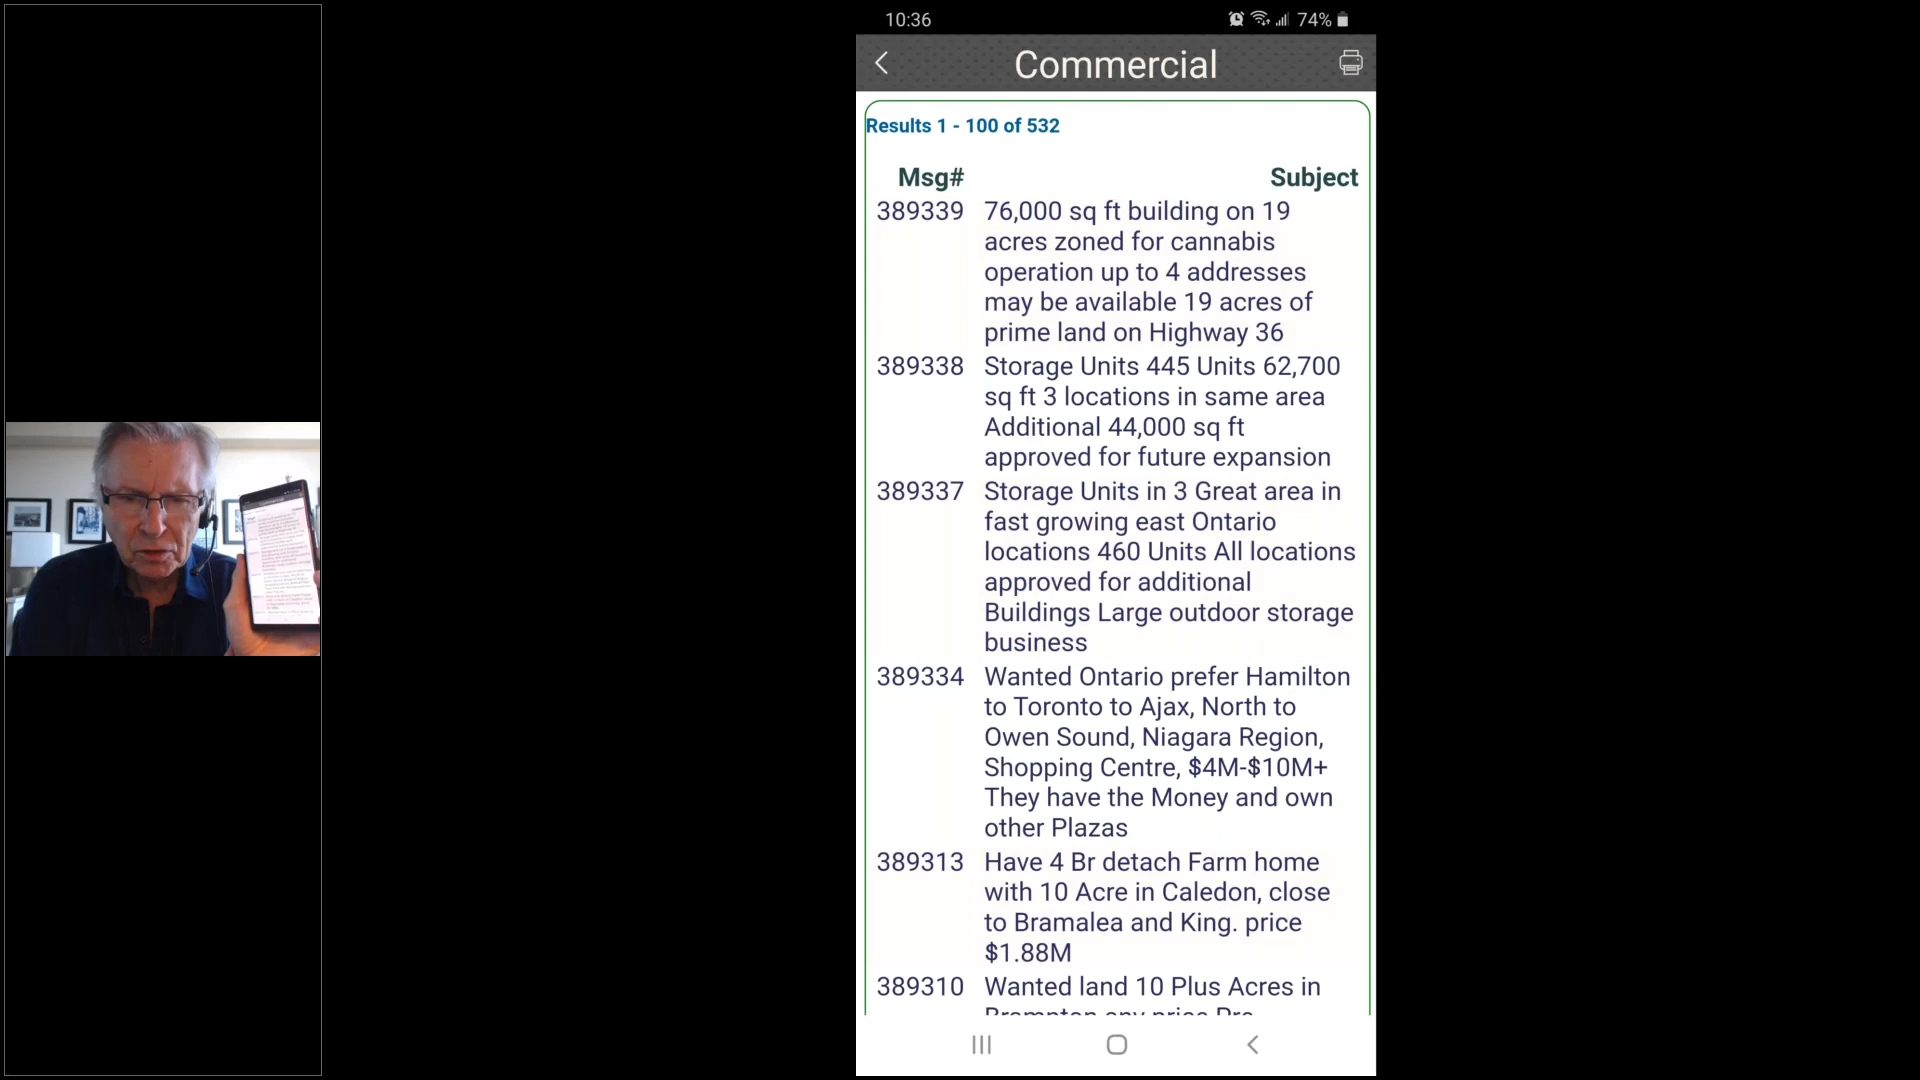 10:36
74%
Commercial
Results 1 - 100 of 532
Msg# Subject
389339 76,000 sq ft building on 19
acres zoned for cannabis
operation up to 4 addresses
may be available 19 acres of
prime land on Highway 36
389338 Storage Units 445 Units 62,700
sq ft 3 locations in same area
Additional 44,000 sq ft
approved for future expansion
389337 Storage Units in 3 Great area in
fast growing east Ontario
locations 460 Units All locations
approved for additional
Buildings Large outdoor storage
business
389334 Wanted Ontario prefer Hamilton
to Toronto to Ajax, North to
Owen Sound, Niagara Region,
Shopping Centre, $4M-$10M+
They have the Money and own
other Plazas
389313 Have 4 Br detach Farm home
with 10 Acre in Caledon, close
to Bramalea and King. price
$1.88M
389310 Wanted land 10 Plus Acres in
Brampton any price Pre